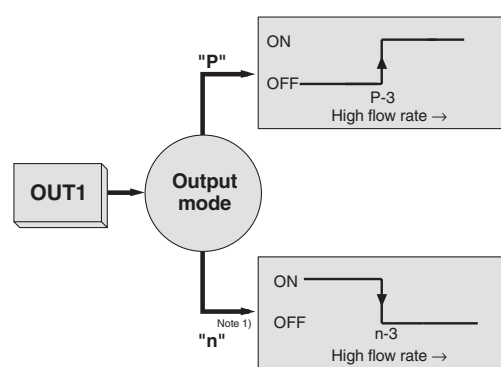 "P"
ON
OFF
P-3
High flow rate →
OUT1
Output
mode
Note 1)
"n"
ON
OFF
n-3
High flow rate →